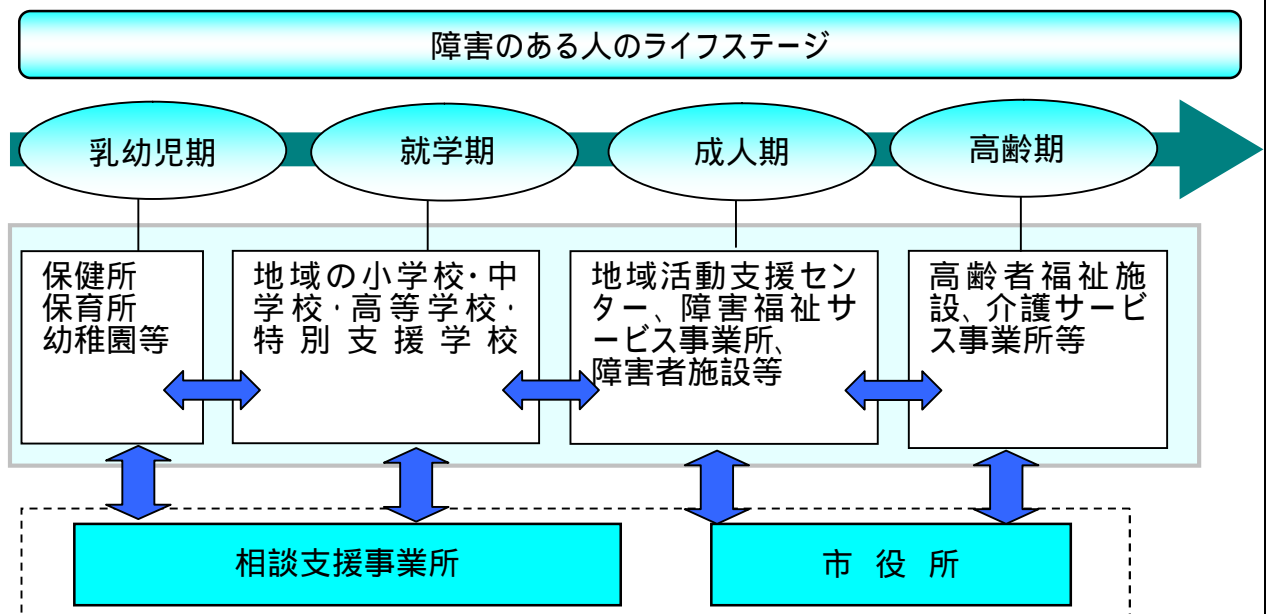 障害のある人のライフステージ
乳幼児期
就学期
成人期
高齢期
保健所
保育所
幼稚園等
地域の小学校・中
学校・高等学校・
特別支援学校
地域活動支援セン
ター、障害福祉サ
ービス事業所、
障害者施設等
高齢者福祉施
設、介護サービ
ス事業所等
相談支援事業所
市役所